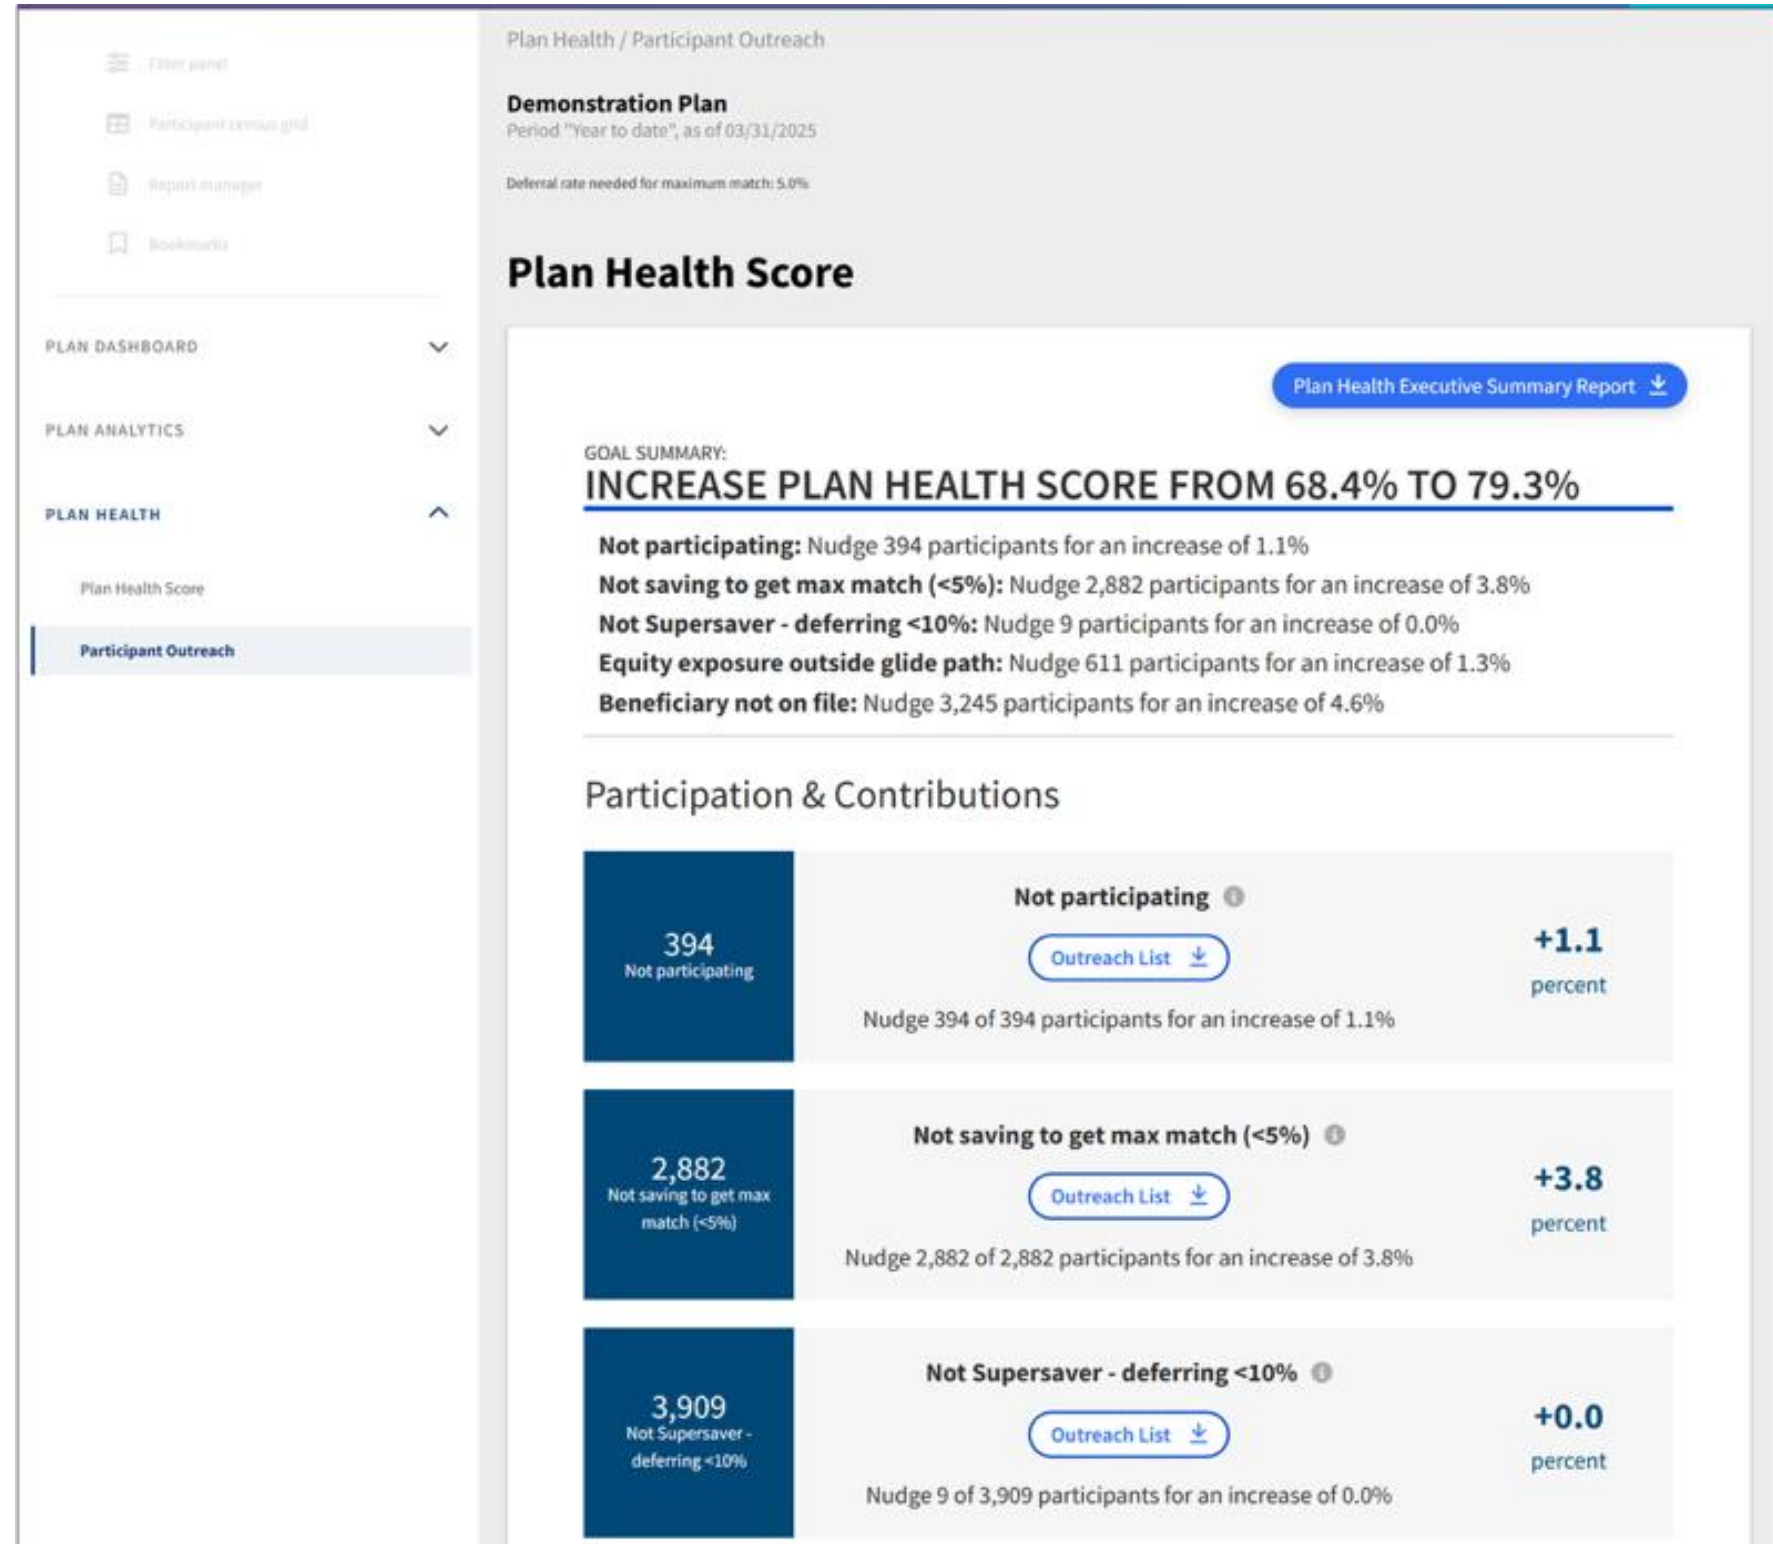 Filter panel
Participant census grid
Report manager
Bookmarks
PLAN DASHBOARD
PLAN ANALYTICS
PLAN HEALTH
Plan Health Score
Participant Outreach
Plan Health / Participant Outreach
Demonstration Plan
Period "Year to date", as of 03/31/2025
Deferral rate needed for maximum match: 5.0%
Plan Health Score
Plan Health Executive Summary Report
GOAL SUMMARY:
INCREASE PLAN HEALTH SCORE FROM 68.4% TO 79.3%
Not participating: Nudge 394 participants for an increase of 1.1%
Not saving to get max match (<5%): Nudge 2,882 participants for an increase of 3.8%
Not Supersaver - deferring <10%: Nudge 9 participants for an increase of 0.0%
Equity exposure outside glide path: Nudge 611 participants for an increase of 1.3%
Beneficiary not on file: Nudge 3,245 participants for an increase of 4.6%
Participation & Contributions
394
Not participating
Not participating
Outreach List
Nudge 394 of 394 participants for an increase of 1.1%
+1.1
percent
2,882
Not saving to get max
match (<5%)
Not saving to get max match (<5%)
Outreach List
Nudge 2,882 of 2,882 participants for an increase of 3.8%
+3.8
percent
3,909
Not Supersaver -
deferring <10%
Not Supersaver - deferring <10%
Outreach List
Nudge 9 of 3,909 participants for an increase of 0.0%
+0.0
percent